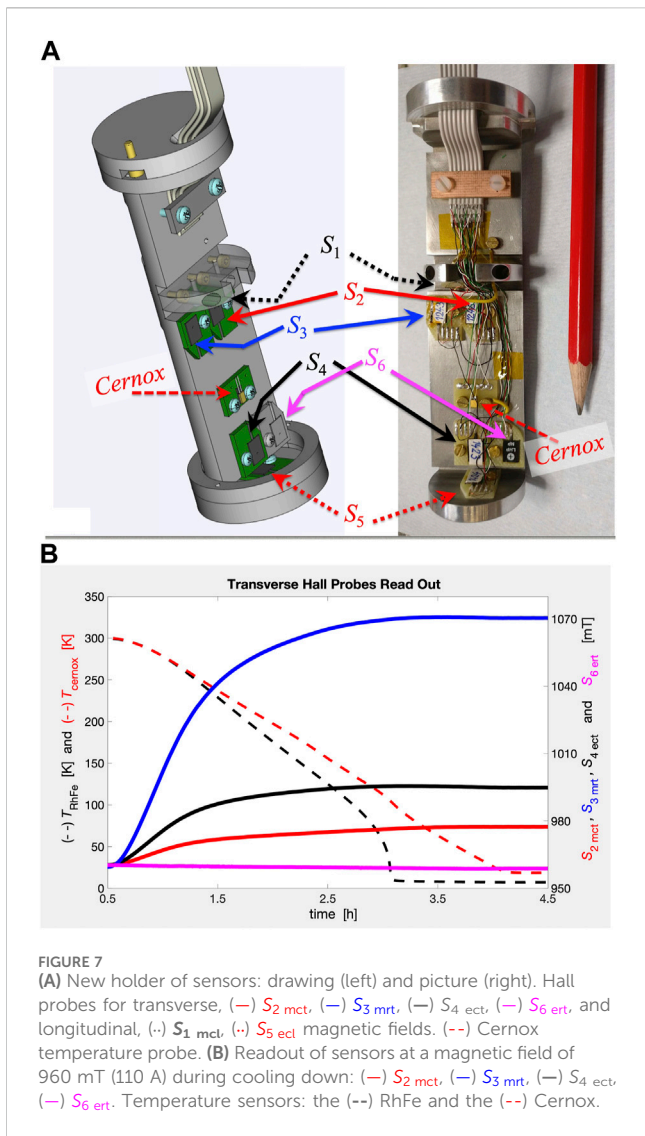 A
S1
S2
S3
S4 S6
Cernox
Cernox
S5
B
Transverse Hall Probes Read Out
350
300
250
200
150
100
50
0
(- -) TRhFe [K] and (- -) Tcernox [K]
1070
1040
1010
995
980
960
950
S2 mct, S3 mrt, S4 ect and S6 ert [mT]
0.5 1.5 2.5 3.5 4.5
time [h]
FIGURE 7
(A) New holder of sensors: drawing (left) and picture (right). Hall
probes for transverse, (—) S2 mct, (—) S3 mrt, (—) S4 ect, (—) S6 ert, and
longitudinal, (··) S1 mcl, (··) S5 ecl magnetic fields. (--) Cernox
temperature probe. (B) Readout of sensors at a magnetic field of
960 mT (110 A) during cooling down: (—) S2 mct, (—) S3 mrt, (—) S4 ect,
(—) S6 ert. Temperature sensors: the (--) RhFe and the (--) Cernox.